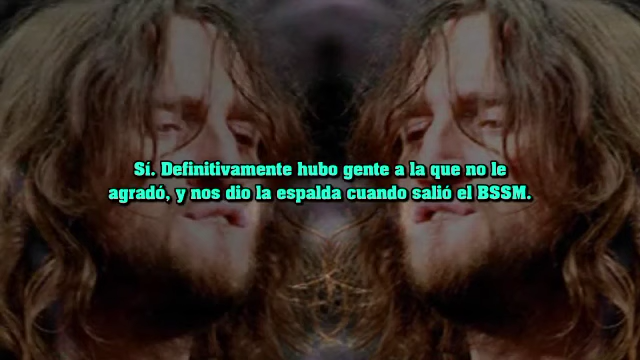 Sí. Definitivamente hubo gente a la que no le
agradó, y nos dio la espalda cuando salió el BSSM.